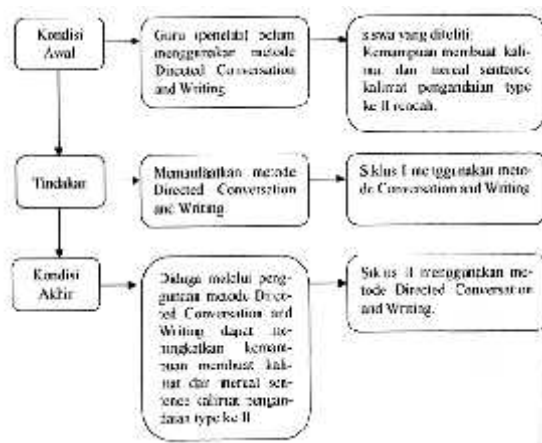 Kondisi
Awal
Guru (peneliti) belum
menggunakan metode
Directed Conversation
and Writing
siswa yang diteliti:
Kemampuan membuat kali-
mat dan
kalimat pengandaian type
ke II rendah.
Tindakan
Memanfaatkan metode
Directed Conversation
and Writing
Siklus I menggunakan meto-
de Conversation and Writing
Kondisi
Akhir
Diduga melalui peng-
gunaan metode Direc-
ted Conversation and
Writing dapat me-
ningkatkan kemam-
puan membuat kali-
mat dan sen-
tence kalimat pengan-
daian type ke II
Siklus II menggunakan me-
tode Directed Conversation
and Writing.